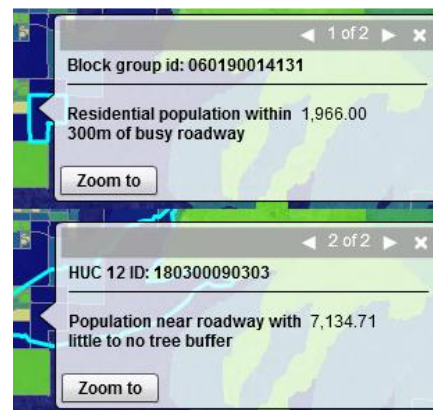 1 of 2
Block group id: 060190014131
Residential population within 1,966.00
300m of busy roadway
Zoom to
2 of 2
HUC 12 ID: 180300090303
Population near roadway with 7,134.71
little to no tree buffer
Zoom to